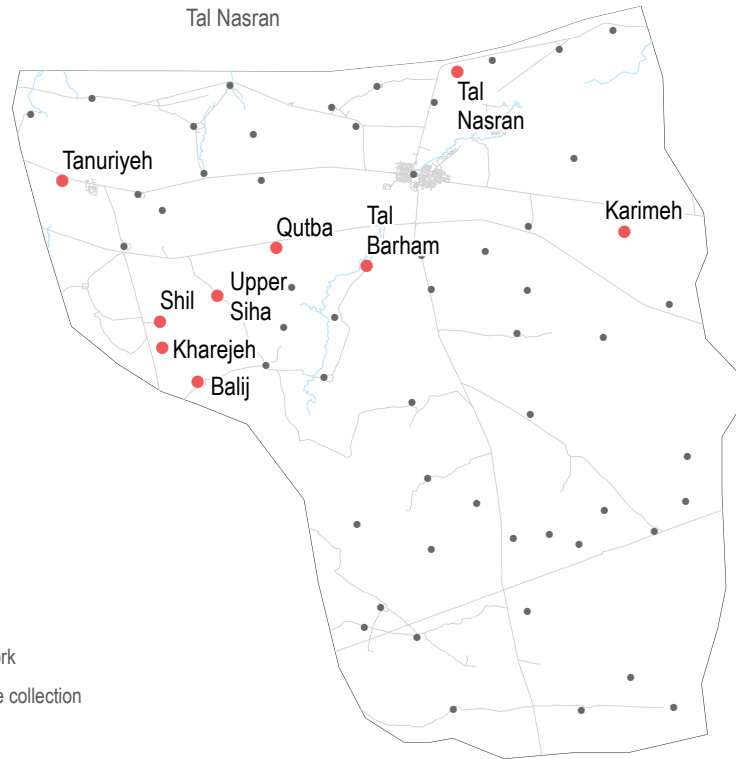 Tal Nasran
Tal
Nasran
Tanuriyeh
Karimeh
Tal
Barham
Qutba
Upper
Siha
Shil
Kharejeh
Balij
rk
e collection